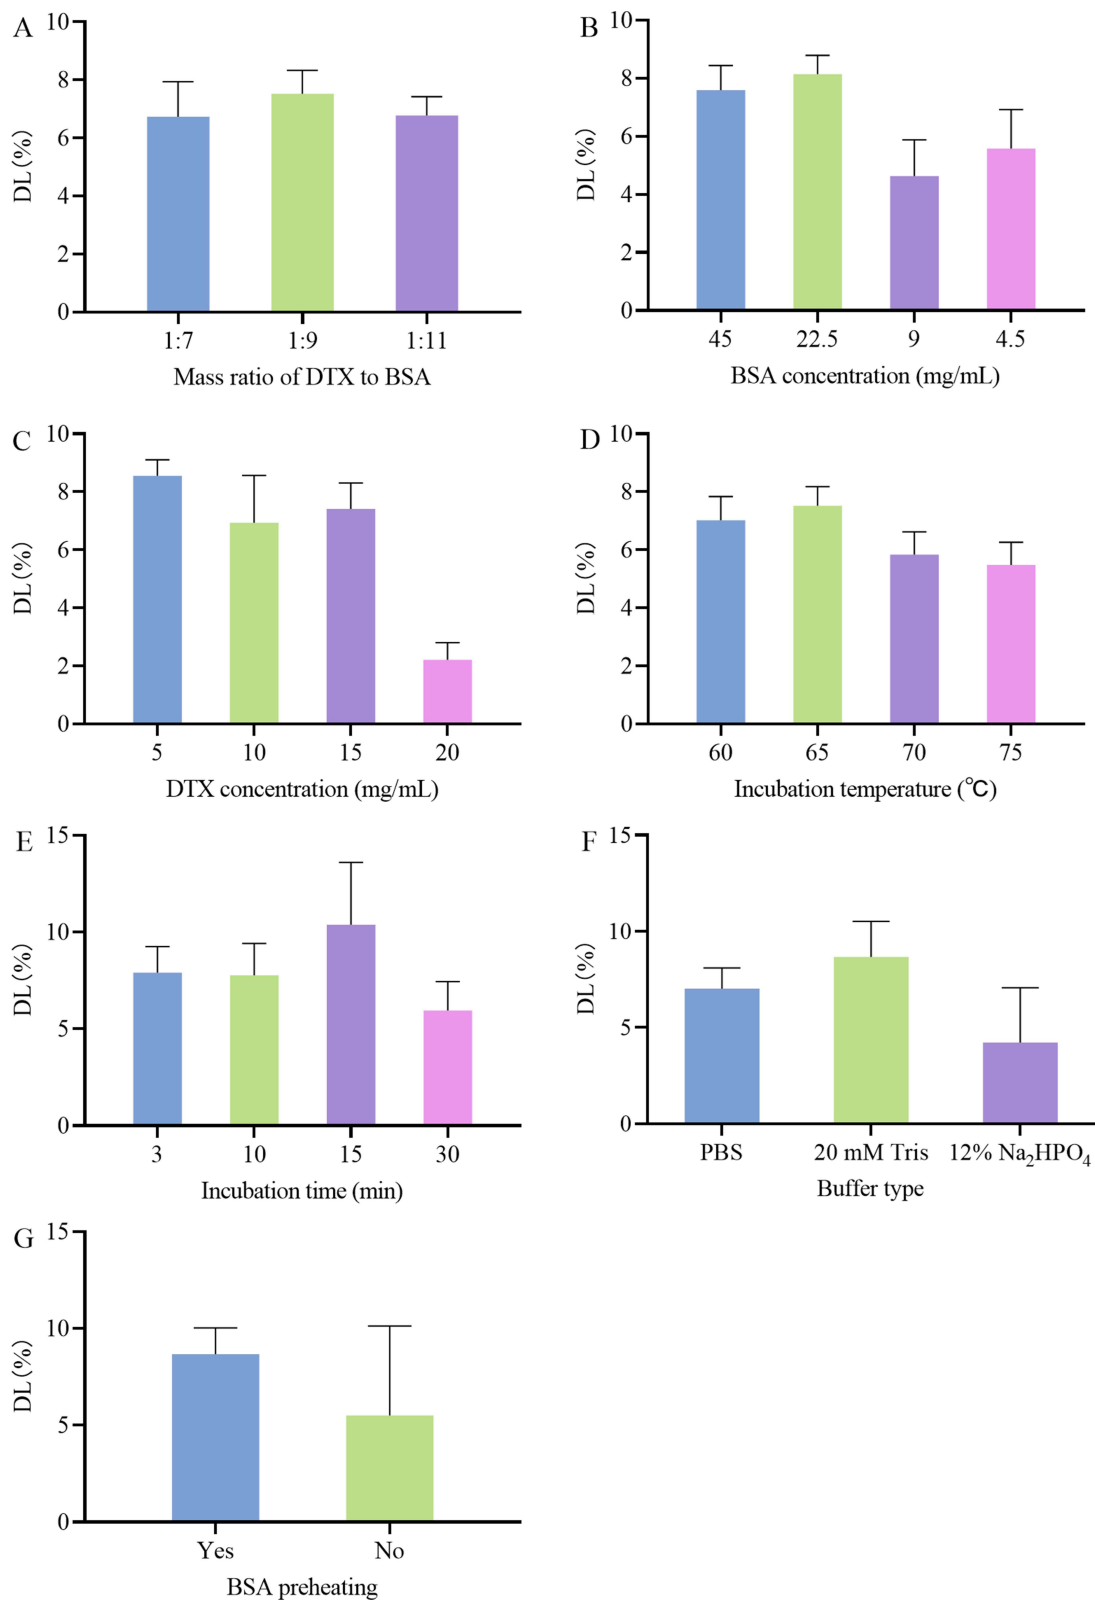 A
10
8
6
4
2
0
DL(%)
1:7 1:9 1:11
Mass ratio of DTX to BSA
B
10
8
6
4
2
0
DL(%)
45 22.5 9 4.5
BSA concentration (mg/mL)
C
10
8
6
4
2
0
DL(%)
5 10 15 20
DTX concentration (mg/mL)
D
10
8
6
4
2
0
DL(%)
60 65 70 75
Incubation temperature (℃)
E
15
10
5
0
DL(%)
3 10 15 30
Incubation time (min)
F
15
10
5
0
DL(%)
PBS 20 mM Tris 12% Na₂HPO₄
Buffer type
G
15
10
5
0
DL(%)
Yes No
BSA preheating